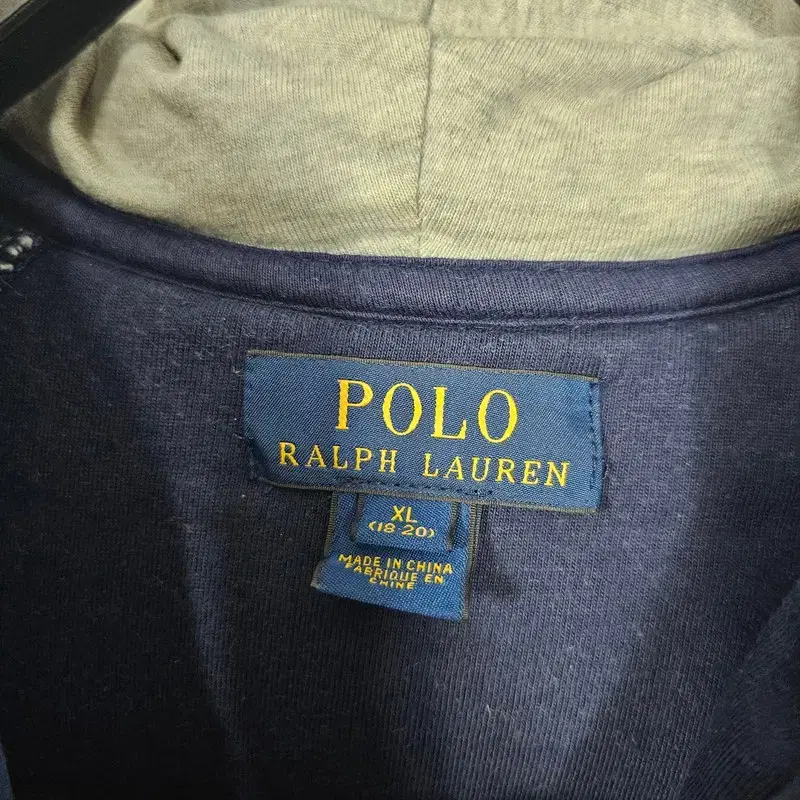 POLO
RALPH LAUREN
XL
(18-20)
MADE IN CHINA
FABRIQUE EN
CHINE